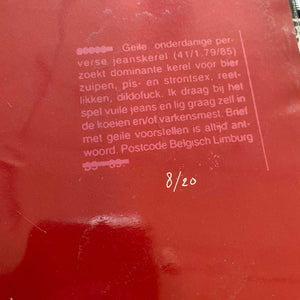 Geile onderdanige per-
verse jeanskerel (41/1.79/85)
zoekt dominante kerel voor bier
zuipen, pis- en strontsex, reet-
likken, dildofuck. Ik draag bij het
spel vuile jeans en lig graag zelf in
de koeien en/of varkensmest. Brief
met geile voorstellen is altijd ant-
woord. Postcode Belgisch Limburg
8/20